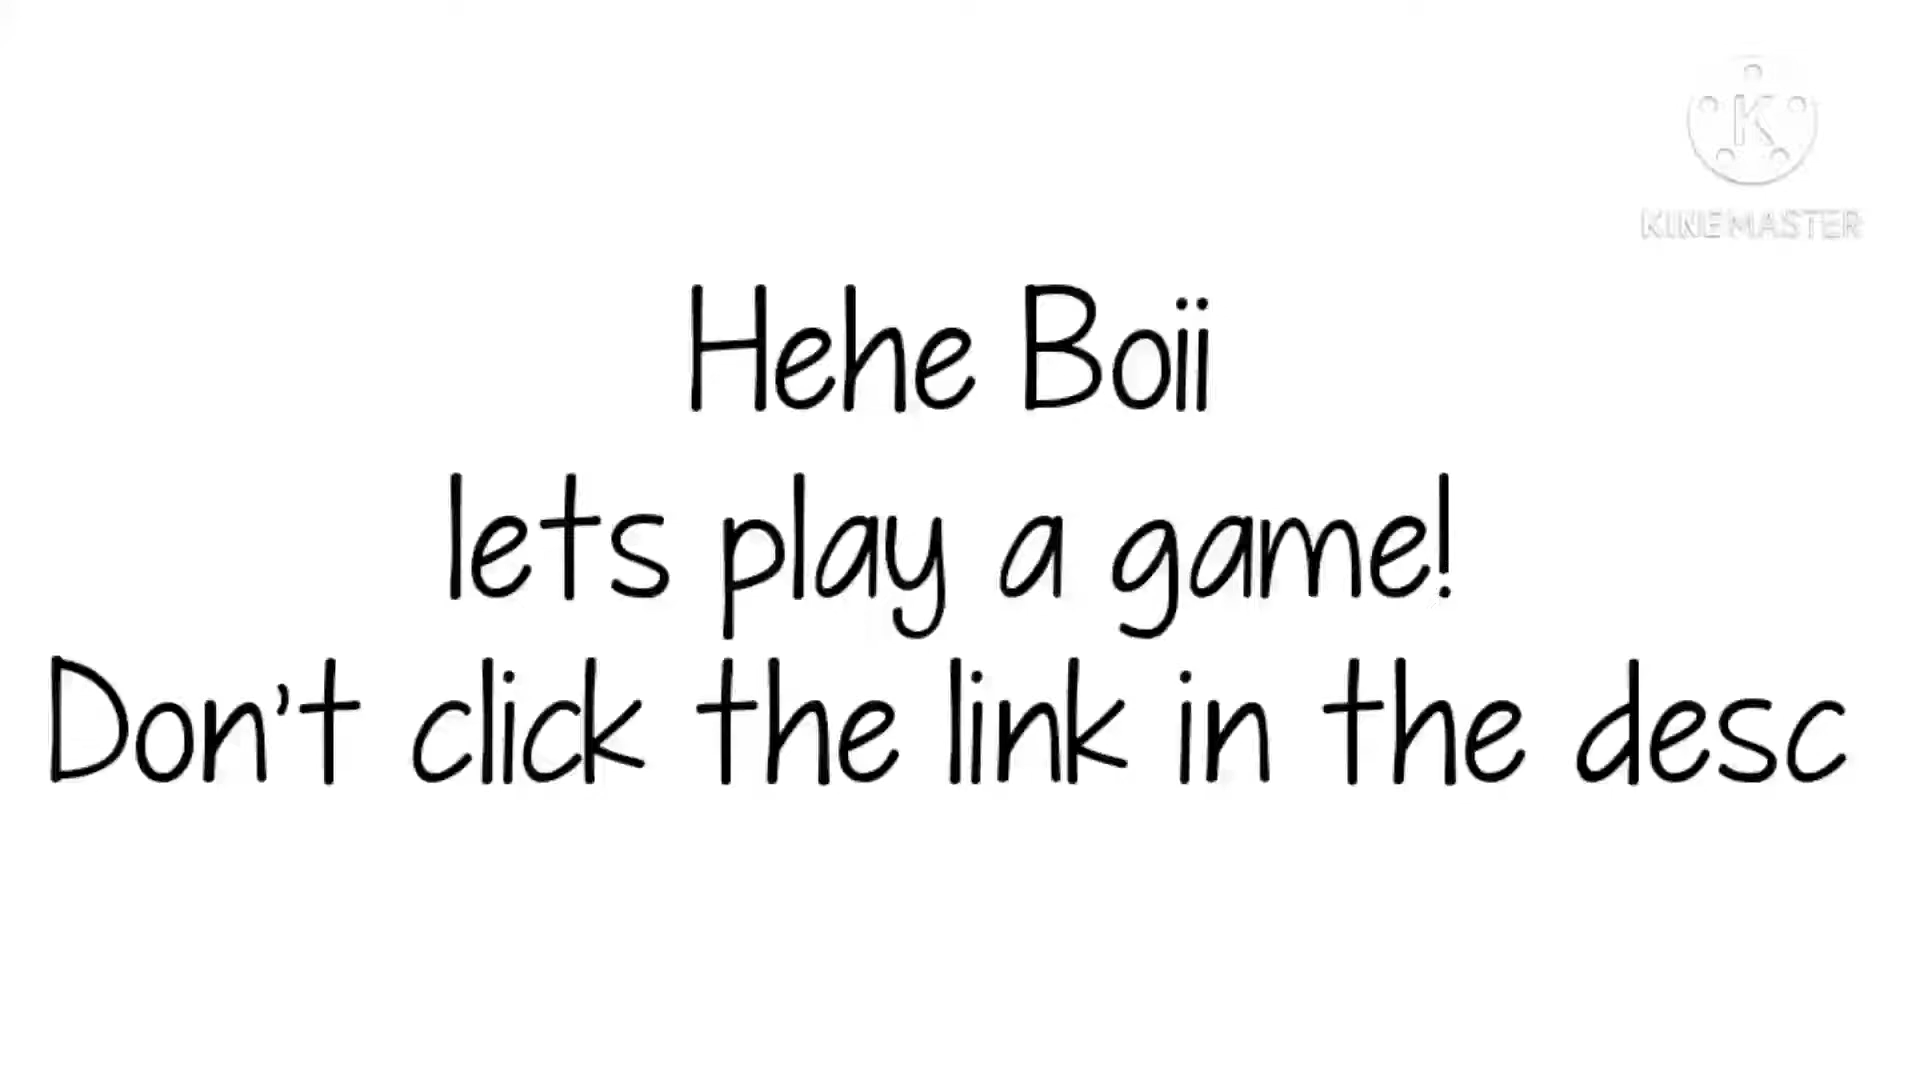 K
KINEMASTER
Hehe Boii
lets play a game!
Don't click the link in the desc